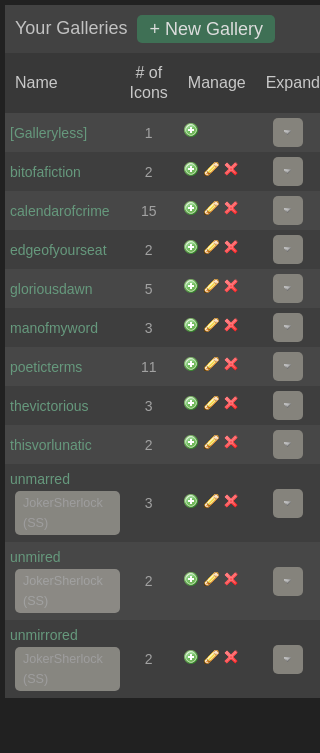 Your Galleries + New Gallery
Name # of Icons Manage Expand
[Galleryless] 1
bitofafiction 2
calendarofcrime 15
edgeofyourseat 2
gloriousdawn 5
manofmyword 3
poeticterms 11
thevictorious 3
thisvorlunatic 2
unmarred
JokerSherlock (SS) 3
unmired
JokerSherlock (SS) 2
unmirrored
JokerSherlock (SS) 2